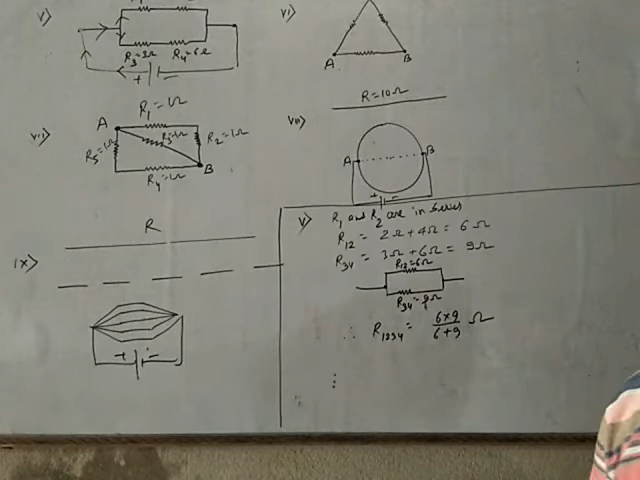 v)
R3=3Ω R4=6Ω
+ -
vi)
A B
vii)
R1=1Ω
A
R3=1Ω
R2=1Ω
R5=1Ω
R4=1Ω
B
R=10Ω
A B
+ -
ix)
R
+ -
v) R1 and R2 are in series
R12 = 2Ω+4Ω = 6Ω
R34 = 3Ω+6Ω = 9Ω
R12=6Ω
R34=9Ω
∴ R1234 = 6×9/6+9 Ω